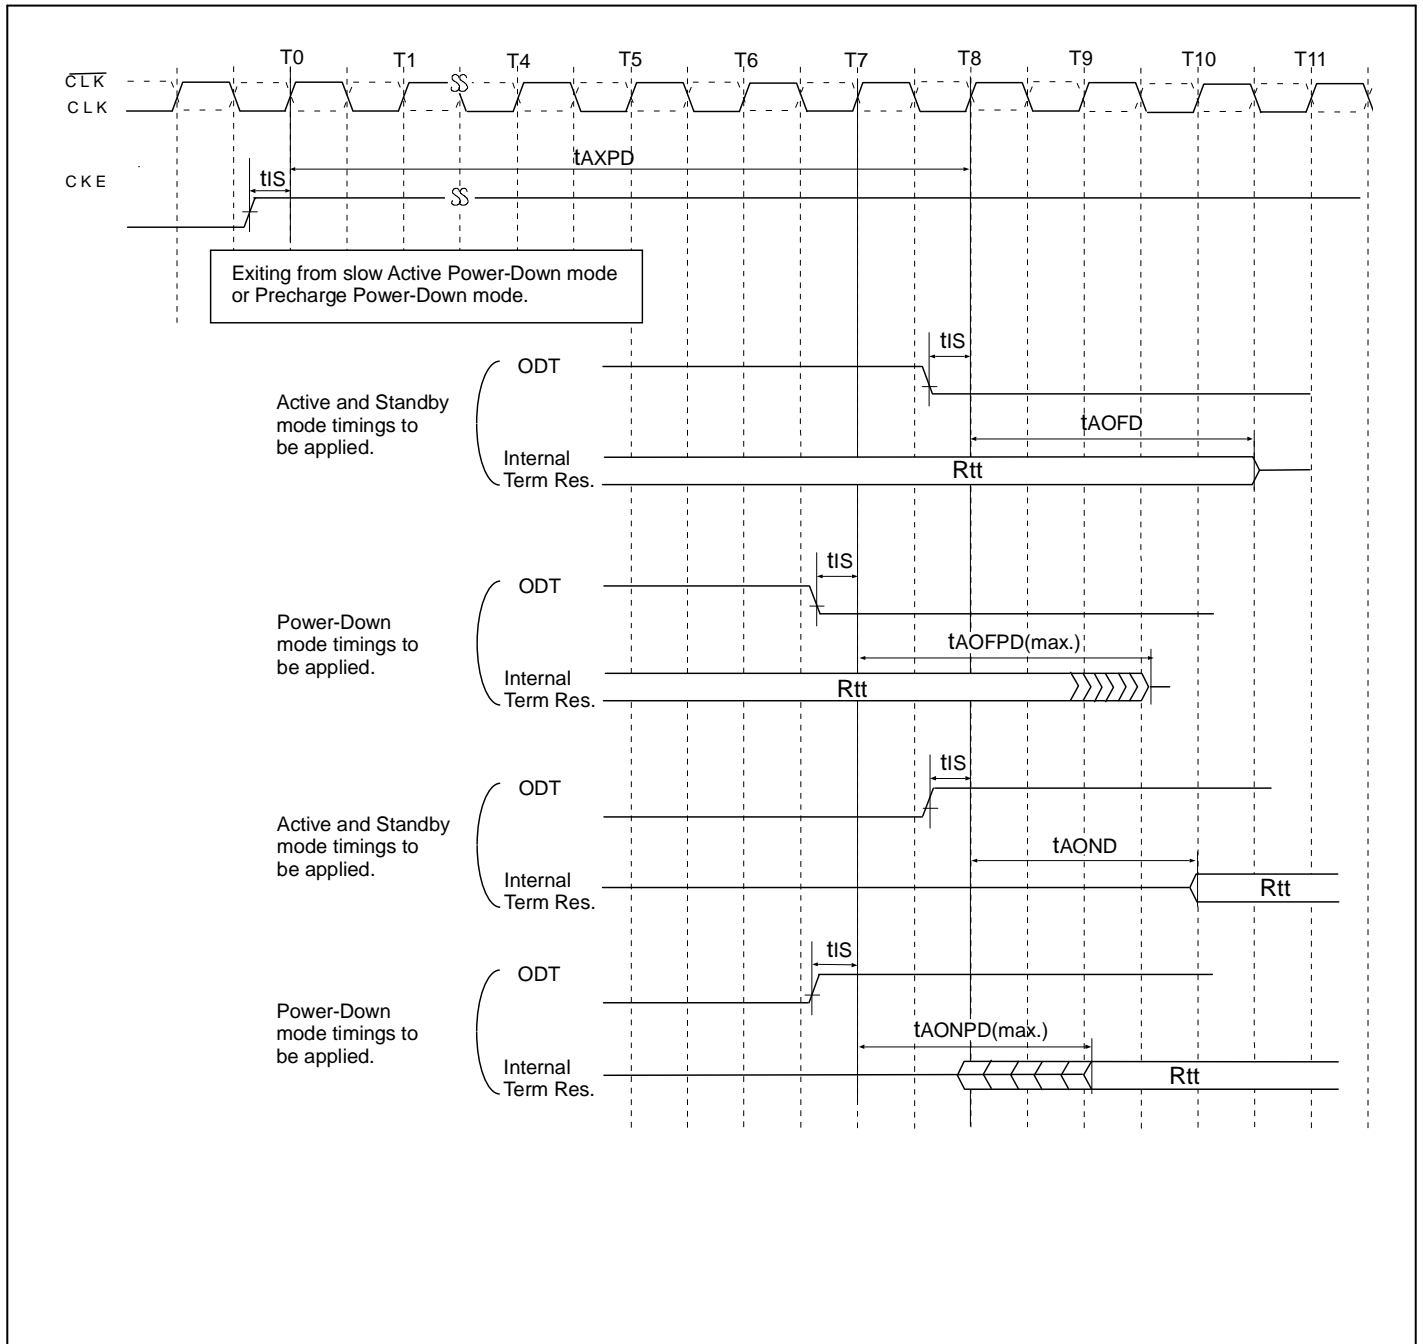 T0 T1 T4 T5 T6 T7 T8 T9 T10 T11
CLK
CLK
tAXPD
CKE
tIS
Exiting from slow Active Power-Down mode
or Precharge Power-Down mode.
tIS
ODT
Active and Standby
mode timings to
be applied.
tAOFD
Internal
Term Res.
Rtt
tIS
ODT
Power-Down
mode timings to
be applied.
tAOFPD(max.)
Internal
Term Res.
Rtt
tIS
ODT
Active and Standby
mode timings to
be applied.
tAOND
Internal
Term Res.
Rtt
tIS
ODT
Power-Down
mode timings to
be applied.
tAONPD(max.)
Internal
Term Res.
Rtt